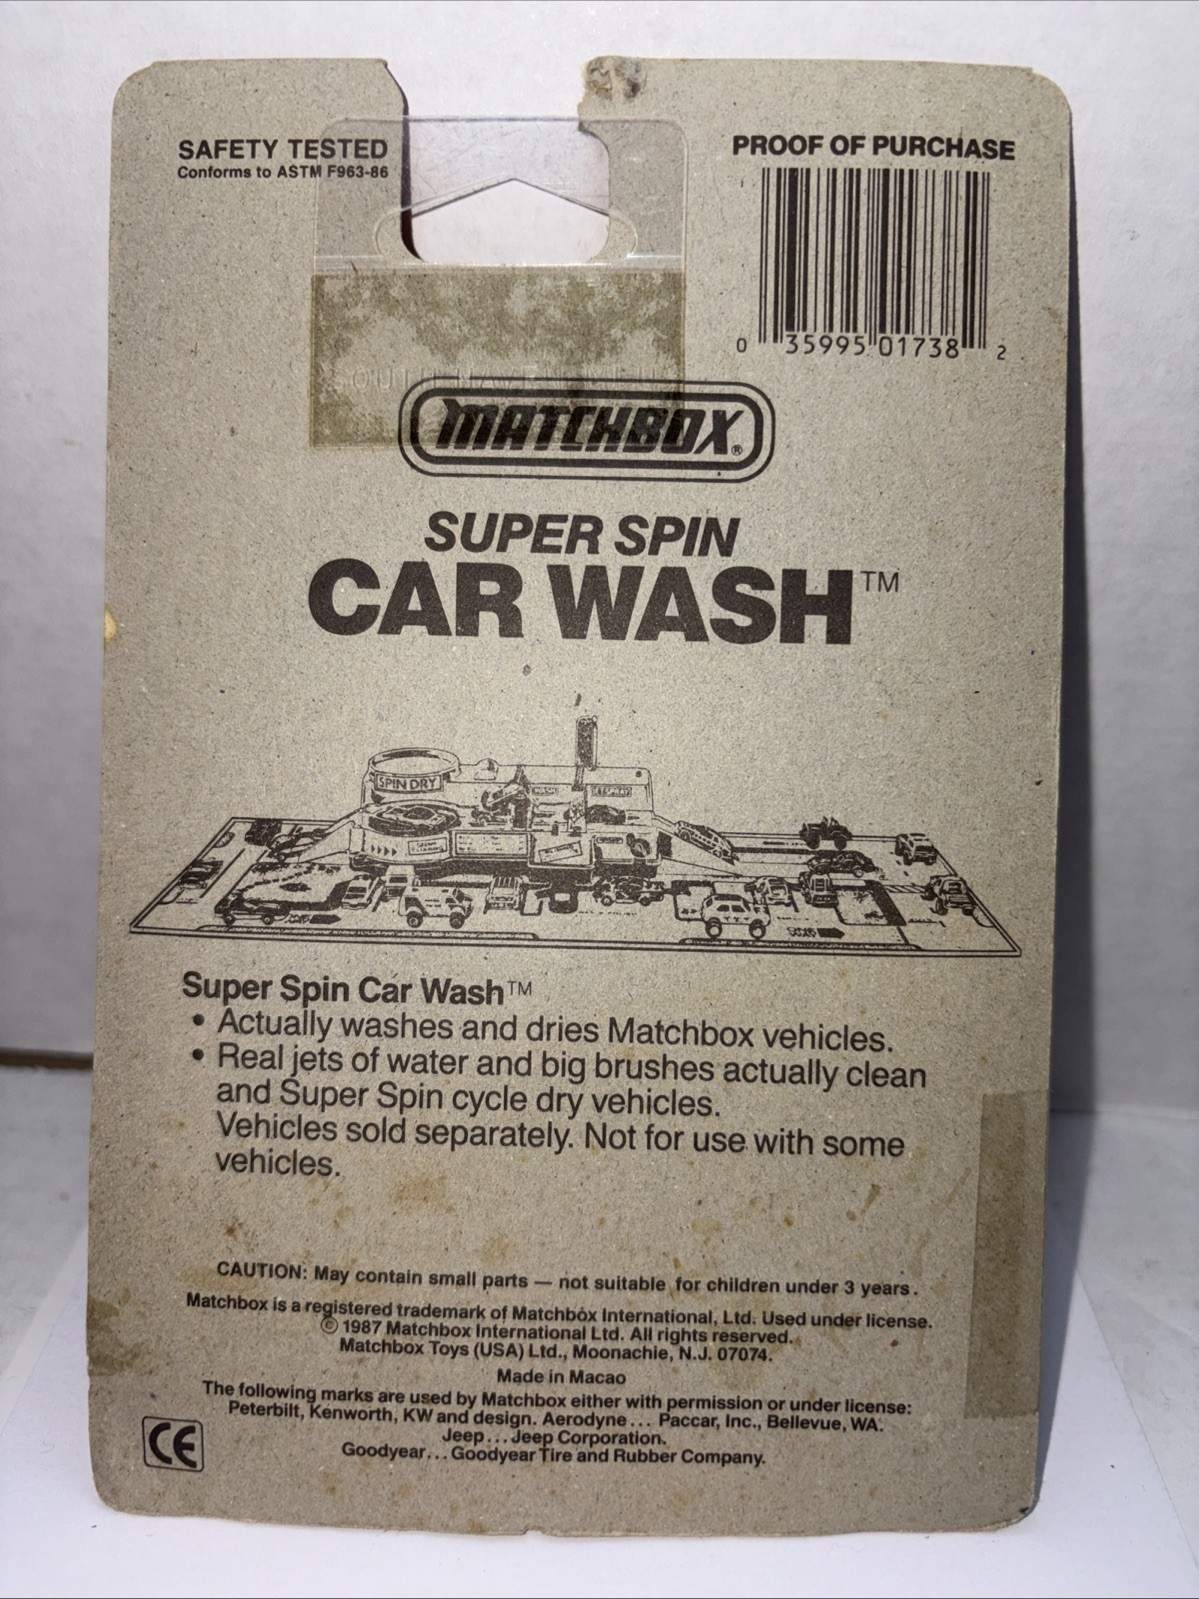 SAFETY TESTED
Conforms to ASTM F963-86
PROOF OF PURCHASE
0 35995 01738 2
MATCHBOX®
SUPER SPIN
CAR WASH™
SPIN DRY
Super Spin Car Wash™
• Actually washes and dries Matchbox vehicles.
• Real jets of water and big brushes actually clean
and Super Spin cycle dry vehicles.
Vehicles sold separately. Not for use with some
vehicles.
CAUTION: May contain small parts — not suitable for children under 3 years.
Matchbox is a registered trademark of Matchbox International, Ltd. Used under license.
© 1987 Matchbox International Ltd. All rights reserved.
Matchbox Toys (USA) Ltd., Moonachie, N.J. 07074.
Made in Macao
The following marks are used by Matchbox either with permission or under license:
Peterbilt, Kenworth, KW and design. Aerodyne... Paccar, Inc., Bellevue, WA.
Jeep...Jeep Corporation.
Goodyear...Goodyear Tire and Rubber Company.
CE